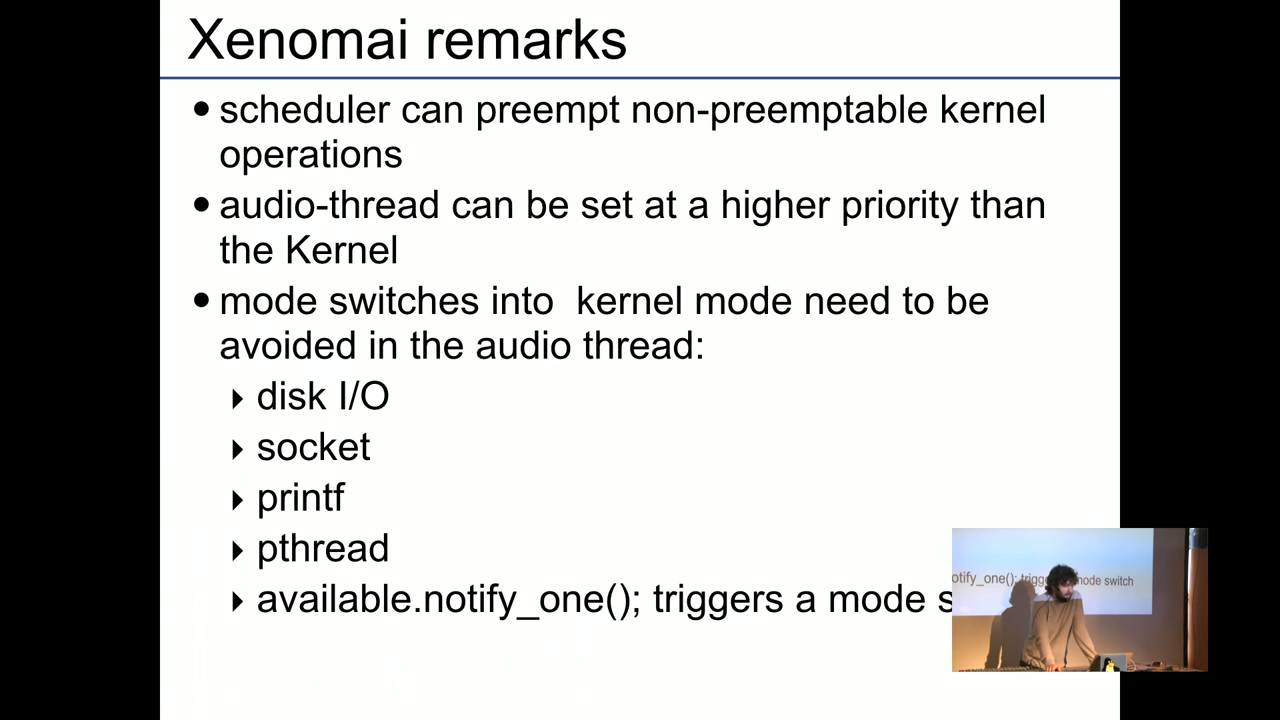 Xenomai remarks
• scheduler can preempt non-preemptable kernel
operations
• audio-thread can be set at a higher priority than
the Kernel
• mode switches into  kernel mode need to be
avoided in the audio thread:
‣ disk I/O
‣ socket
‣ printf
‣ pthread
‣ available.notify_one(); triggers a mode
mode switch